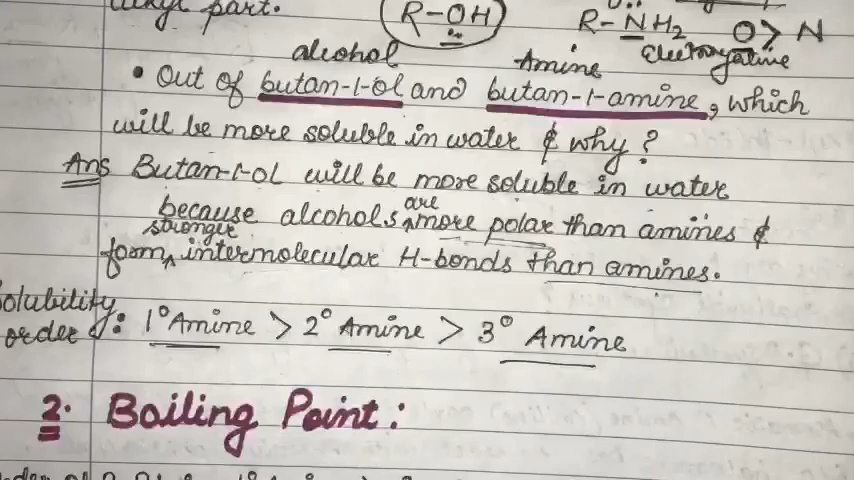 alkyl part.
R-OH R-NH2 O > N
Electronegative
alcohol Amine
• Out of butan-1-ol and butan-1-amine, which
will be more soluble in water & why?
Ans Butan-1-ol will be more soluble in water
because alcohols are more polar than amines &
form stronger intermolecular H-bonds than amines.
Solubility
order: 1° Amine > 2° Amine > 3° Amine
2. Boiling Point: